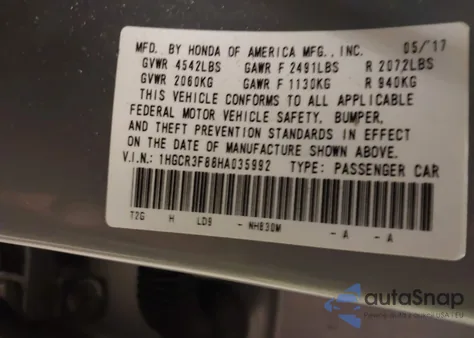 MFD. BY HONDA OF AMERICA MFG., INC. 05/17
GVWR 4542LBS GAWR F 2491LBS R 2072LBS
GVWR 2060KG GAWR F 1130KG R 940KG
THIS VEHICLE CONFORMS TO ALL APPLICABLE
FEDERAL MOTOR VEHICLE SAFETY, BUMPER,
AND THEFT PREVENTION STANDARDS IN EFFECT
ON THE DATE OF MANUFACTURE SHOWN ABOVE.
V.I.N.: 1HGCR3F86HA035992 TYPE: PASSENGER CAR
T2G H LD9 - NH830M - A - A
autoSnap